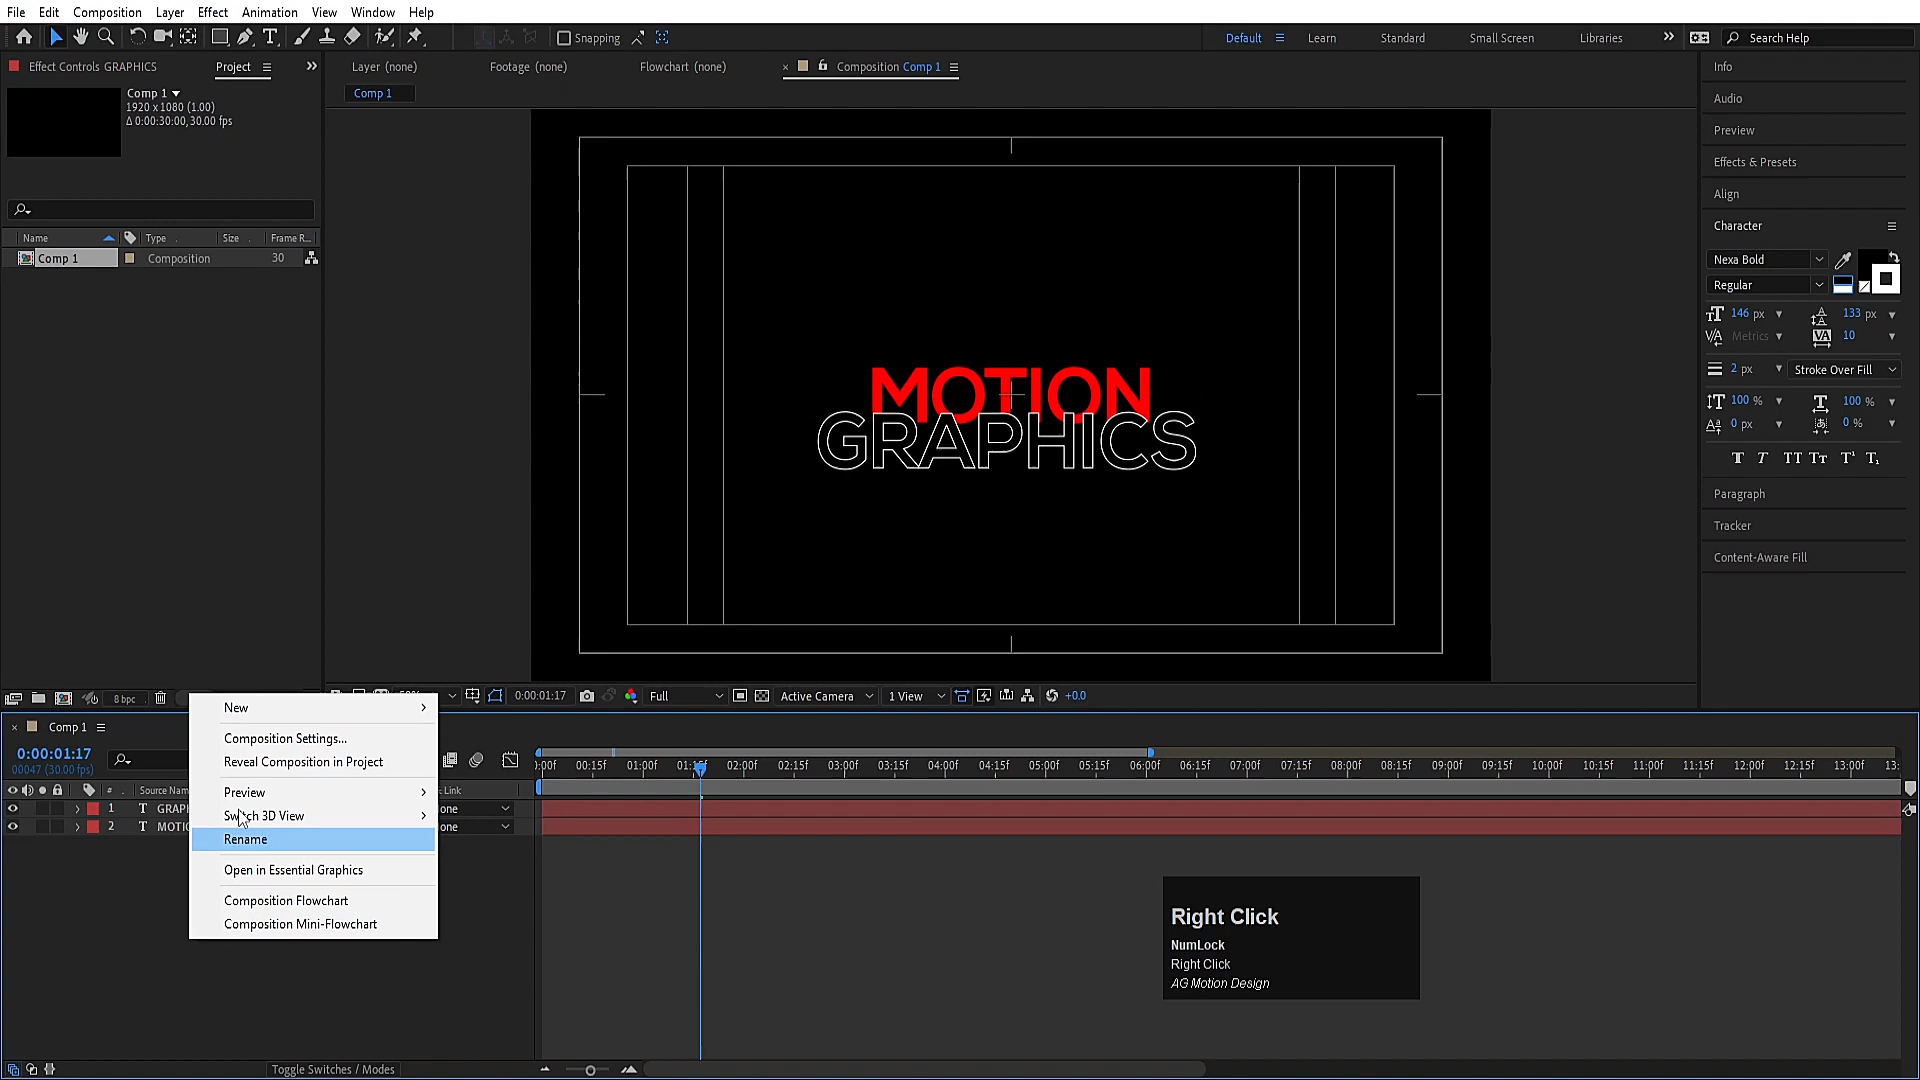 File Edit Composition Layer Effect Animation View Window Help
Snapping Default Learn Standard Small Screen Libraries Search Help
Effect Controls GRAPHICS Project Layer (none) Footage (none) Flowchart (none) Composition Comp 1 Info
Comp 1
Comp 1
1920 x 1080 (1.00)
Δ 0:00:30:00, 30.00 fps
Audio
Preview
Effects & Presets
Align
Character
Name Type Size Frame R...
Comp 1 Composition 30
Nexa Bold
Regular
146 px 133 px
Metrics 10
2 px Stroke Over Fill
100 % 100 %
0 px 0 %
T T TT Tт T¹ T₁
Paragraph
Tracker
Content-Aware Fill
MOTION
GRAPHICS
8 bpc 0:00:01:17 Full Active Camera 1 View +0.0
Comp 1
0:00:01:17
00047 (30.00 fps)
):00f 00:15f 01:00f 02:00f 02:15f 03:00f 03:15f 04:00f 04:15f 05:00f 05:15f 06:00f 06:15f 07:00f 07:15f 08:00f 08:15f 09:00f 09:15f 10:00f 10:15f 11:00f 11:15f 12:00f 12:15f 13:00f 13:
# Source Nam Link
1 T GRAPH one
2 T MOTIO one
New
Composition Settings...
Reveal Composition in Project
Preview
Switch 3D View
Rename
Open in Essential Graphics
Composition Flowchart
Composition Mini-Flowchart
Right Click
NumLock
Right Click
AG Motion Design
Toggle Switches / Modes